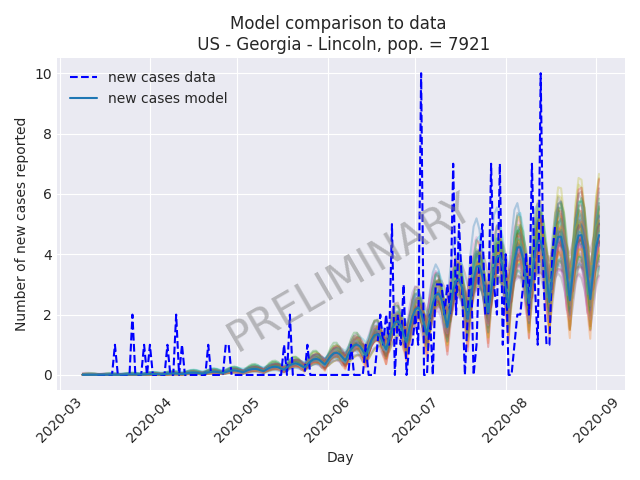 Model comparison to data
US - Georgia - Lincoln, pop. = 7921
new cases data
new cases model
PRELIMINARY
Number of new cases reported
10
8
6
4
2
0
2020-03
2020-04
2020-05
2020-06
2020-07
2020-08
2020-09
Day